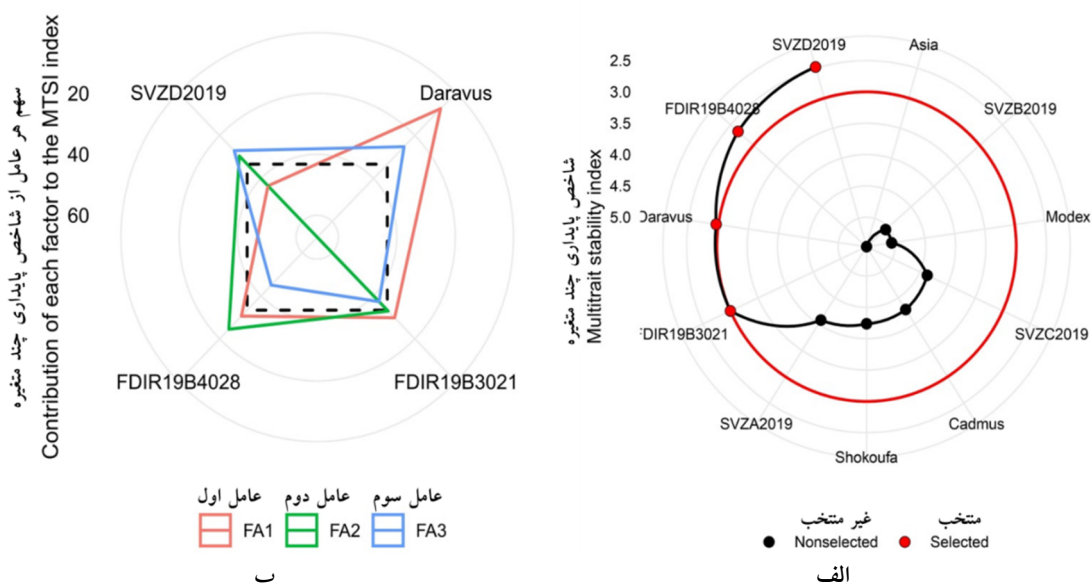 سهم هر عامل از شاخص پایداری چند متغیره
Contribution of each factor to the MTSI index
20
40
60
SVZD2019
Daravus
FDIR19B4028
FDIR19B3021
عامل اول
عامل دوم
عامل سوم
FA1
FA2
FA3
ب
شاخص پایداری چند متغیره
Multitrait stability index
2.5
3.0
3.5
4.0
4.5
5.0
SVZD2019
Asia
FDIR19B4028
SVZB2019
Daravus
Modex
FDIR19B3021
SVZC2019
SVZA2019
Cadmus
Shokoufa
غیر منتخب
منتخب
Nonselected
Selected
الف